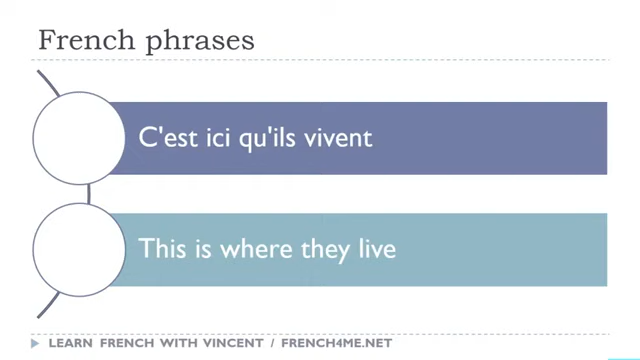 French phrases
C'est ici qu'ils vivent
This is where they live
LEARN FRENCH WITH VINCENT / FRENCH4ME.NET